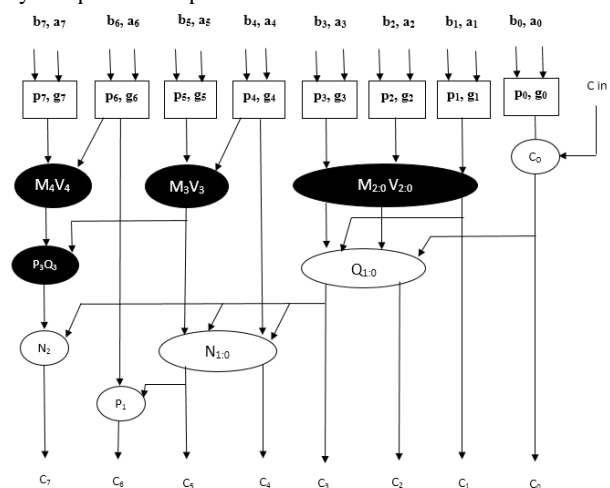 b₇, a₇ b₆, a₆ b₅, a₅ b₄, a₄ b₃, a₃ b₂, a₂ b₁, a₁ b₀, a₀
p₇, g₇ p₆, g₆ p₅, g₅ p₄, g₄ p₃, g₃ p₂, g₂ p₁, g₁ p₀, g₀ C in
C₀
M₄V₄ M₃V₃ M₂:₀ V₂:₀
P₃Q₃ Q₁:₀
N₂ N₁:₀
P₁
C₇ C₆ C₅ C₄ C₃ C₂ C₁ C₀